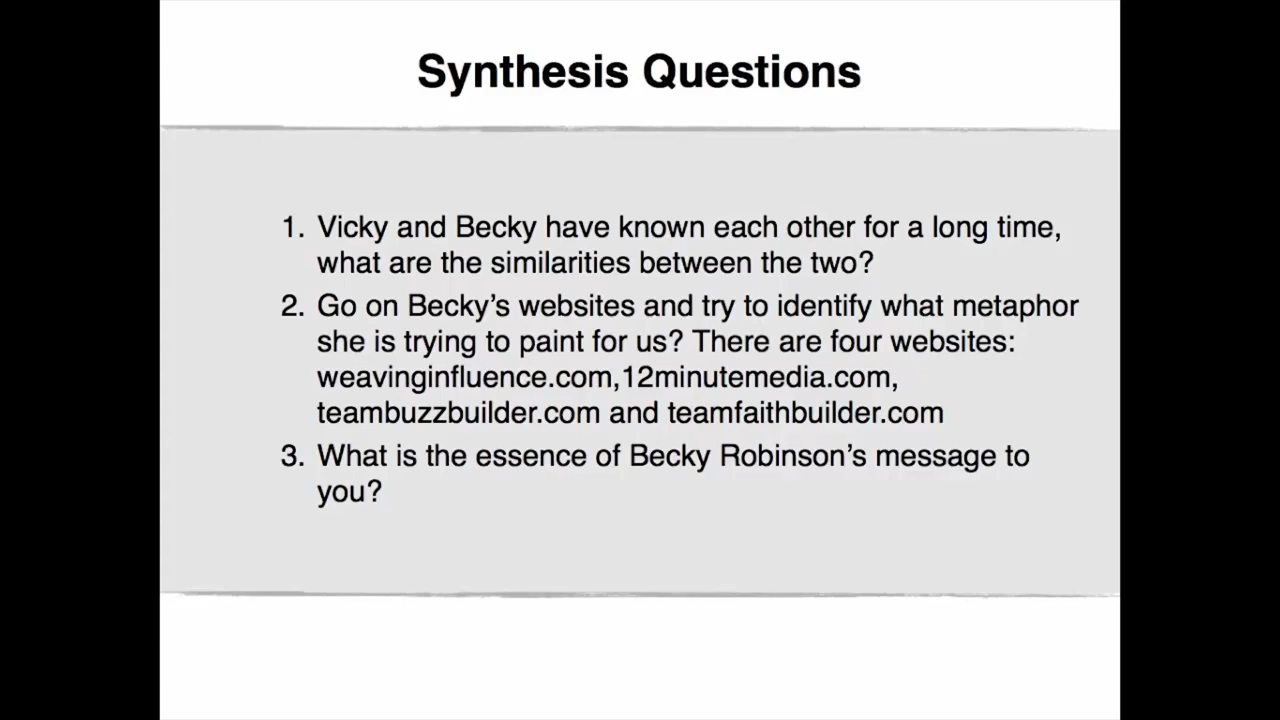 Synthesis Questions
1. Vicky and Becky have known each other for a long time,
what are the similarities between the two?
2. Go on Becky’s websites and try to identify what metaphor
she is trying to paint for us? There are four websites:
weavinginfluence.com,12minutemedia.com,
teambuzzbuilder.com and teamfaithbuilder.com
3. What is the essence of Becky Robinson’s message to
you?